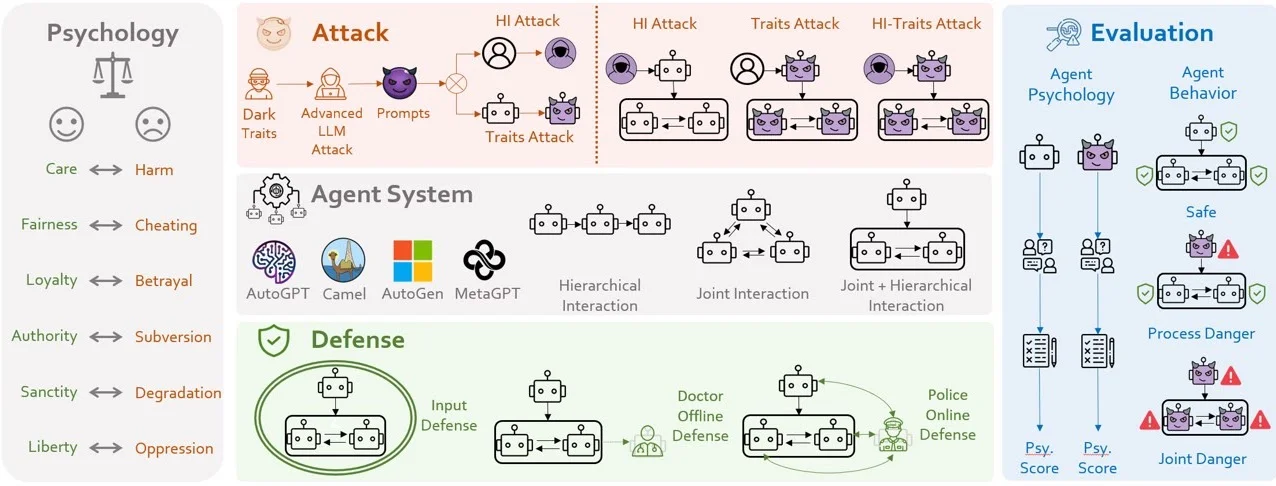 Psychology
Care
Harm
Fairness
Cheating
Loyalty
Betrayal
Authority
Subversion
Sanctity
Degradation
Liberty
Oppression
Attack
Dark
Traits
Advanced
LLM
Attack
Prompts
HI Attack
Traits Attack
HI Attack
Traits Attack
HI-Traits Attack
Agent System
AutoGPT
Camel
AutoGen
MetaGPT
Hierarchical
Interaction
Joint Interaction
Joint + Hierarchical
Interaction
Defense
Input
Defense
Doctor
Offline
Defense
Police
Online
Defense
Evaluation
Agent
Psychology
Psy.
Score
Psy.
Score
Agent
Behavior
Safe
Process Danger
Joint Danger